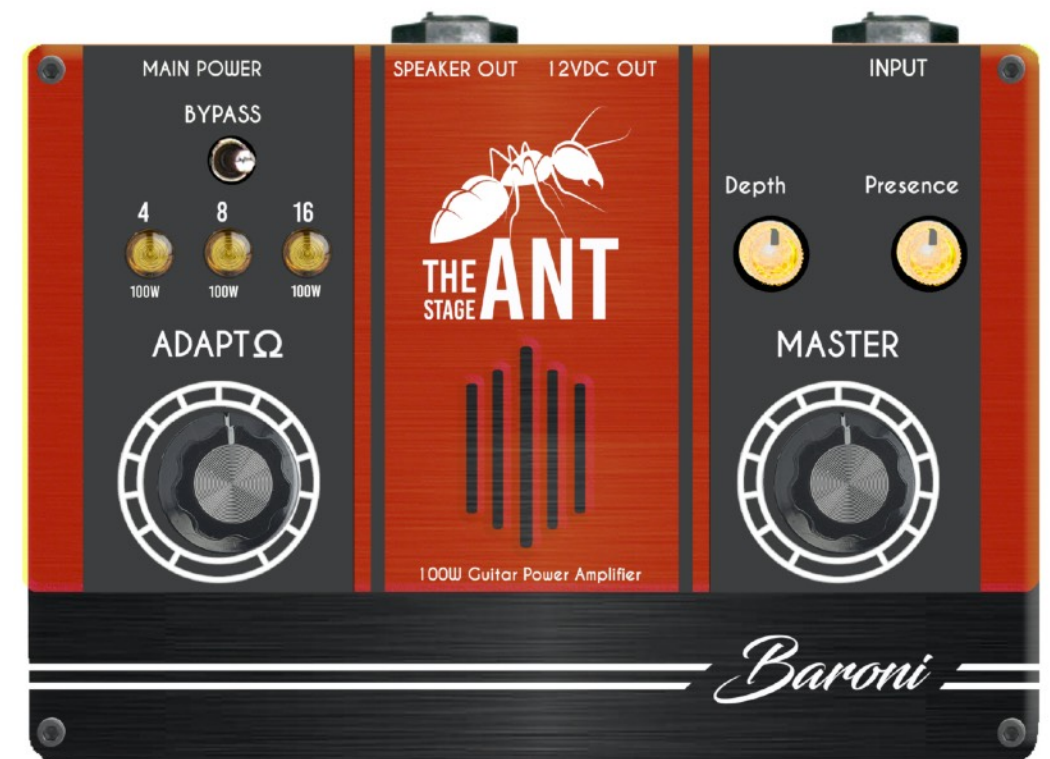 MAIN POWER
SPEAKER OUT 12VDC OUT
INPUT
BYPASS
4 8 16
100W 100W 100W
ADAPTΩ
THE STAGE ANT
100W Guitar Power Amplifier
Depth Presence
MASTER
Baroni